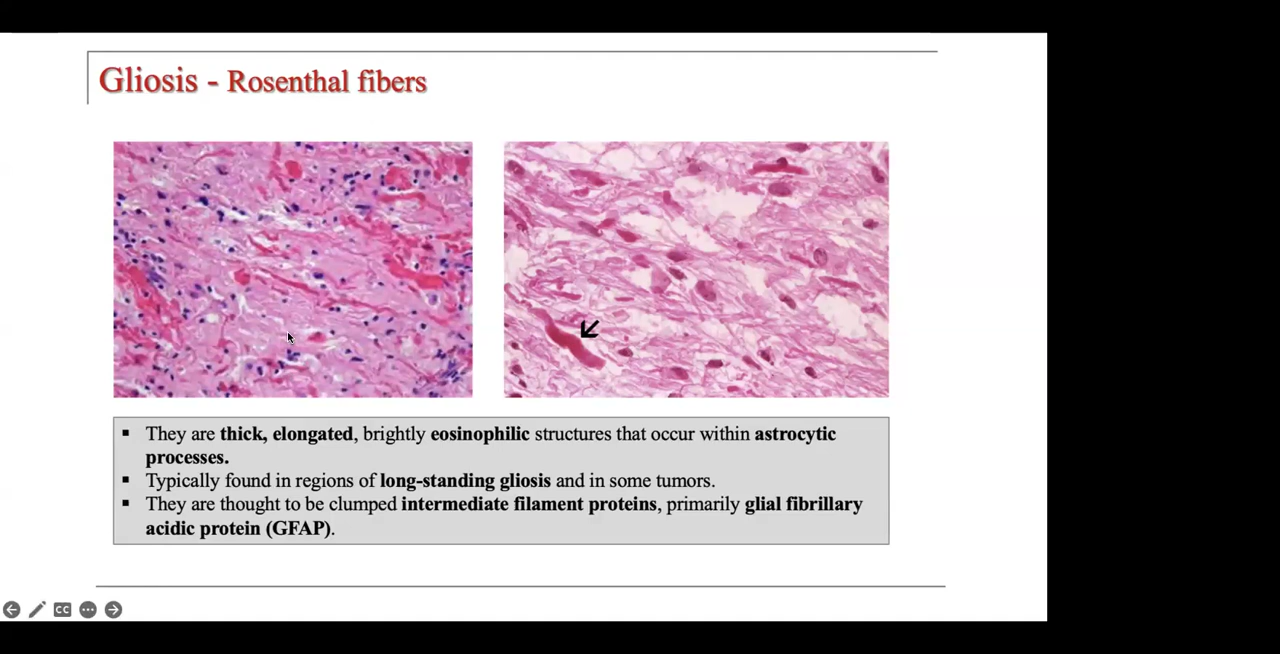 Gliosis - Rosenthal fibers
▪ They are thick, elongated, brightly eosinophilic structures that occur within astrocytic
processes.
▪ Typically found in regions of long-standing gliosis and in some tumors.
▪ They are thought to be clumped intermediate filament proteins, primarily glial fibrillary
acidic protein (GFAP).
CC